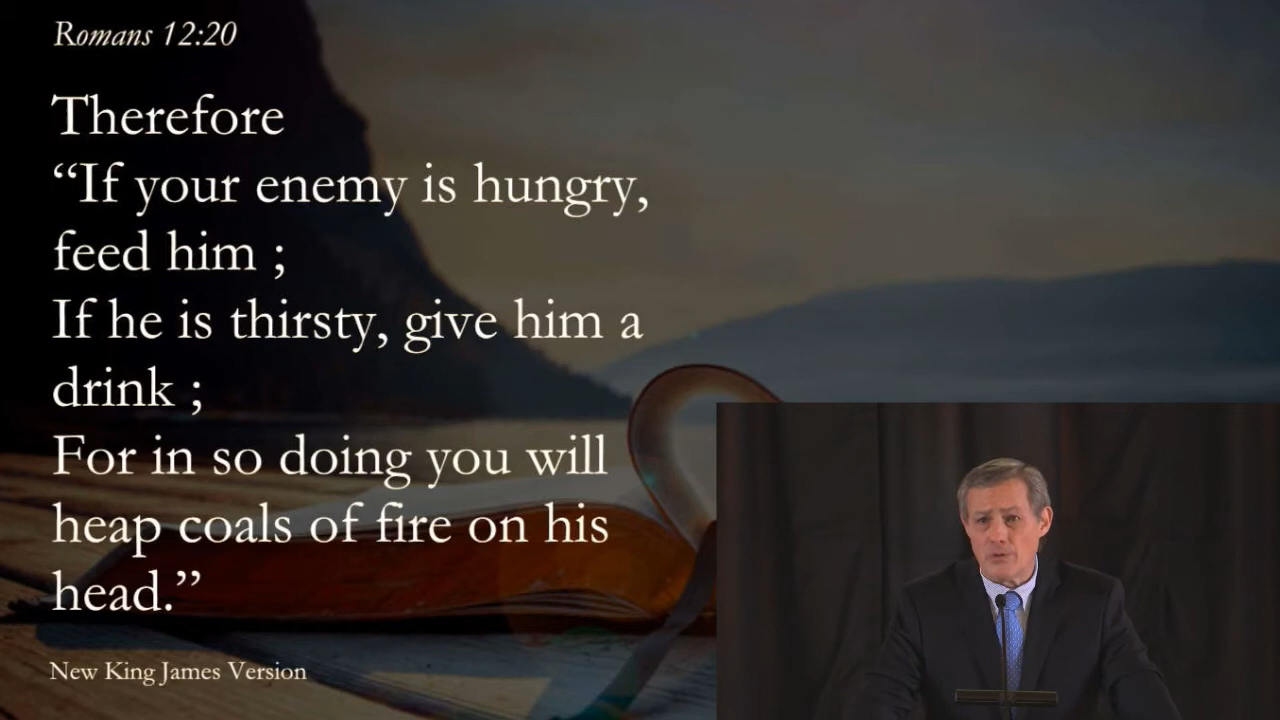 Romans 12:20
Therefore
“If your enemy is hungry,
feed him ;
If he is thirsty, give him a
drink ;
For in so doing you will
heap coals of fire on his
head.”
New King James Version